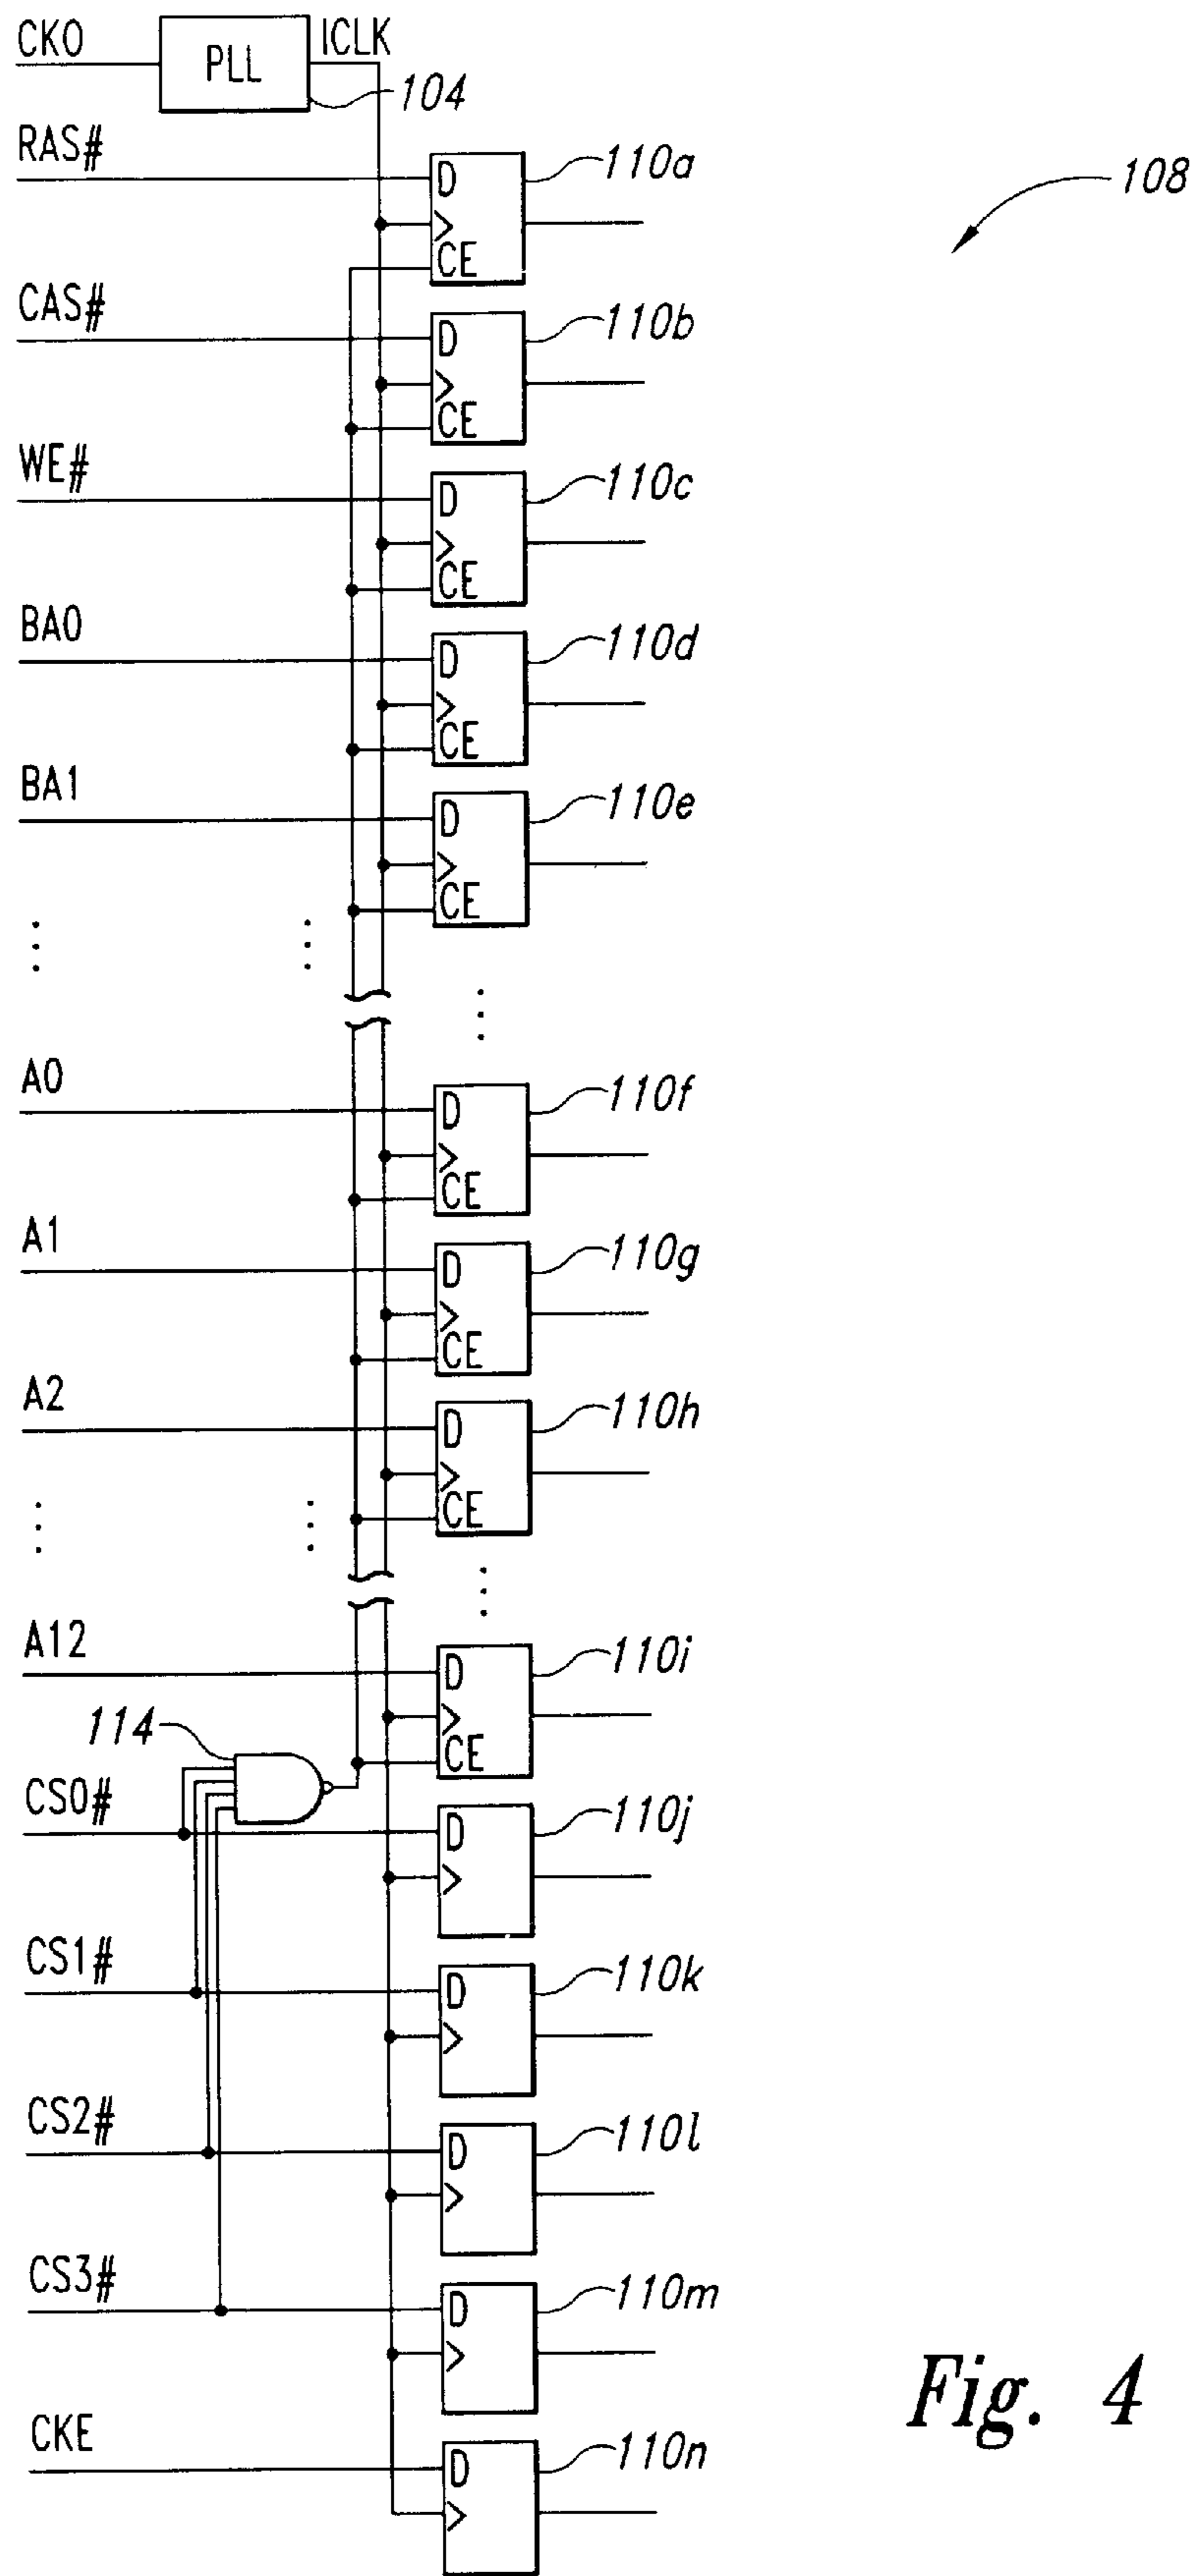 CK0
PLL
ICLK
104
RAS#
D
CE
110a
108
CAS#
D
CE
110b
WE#
D
CE
110c
BA0
D
CE
110d
BA1
D
CE
110e
A0
D
CE
110f
A1
D
CE
110g
A2
D
CE
110h
A12
D
CE
110i
114
CS0#
D
110j
CS1#
D
110k
CS2#
D
110l
CS3#
D
110m
CKE
D
110n
Fig. 4